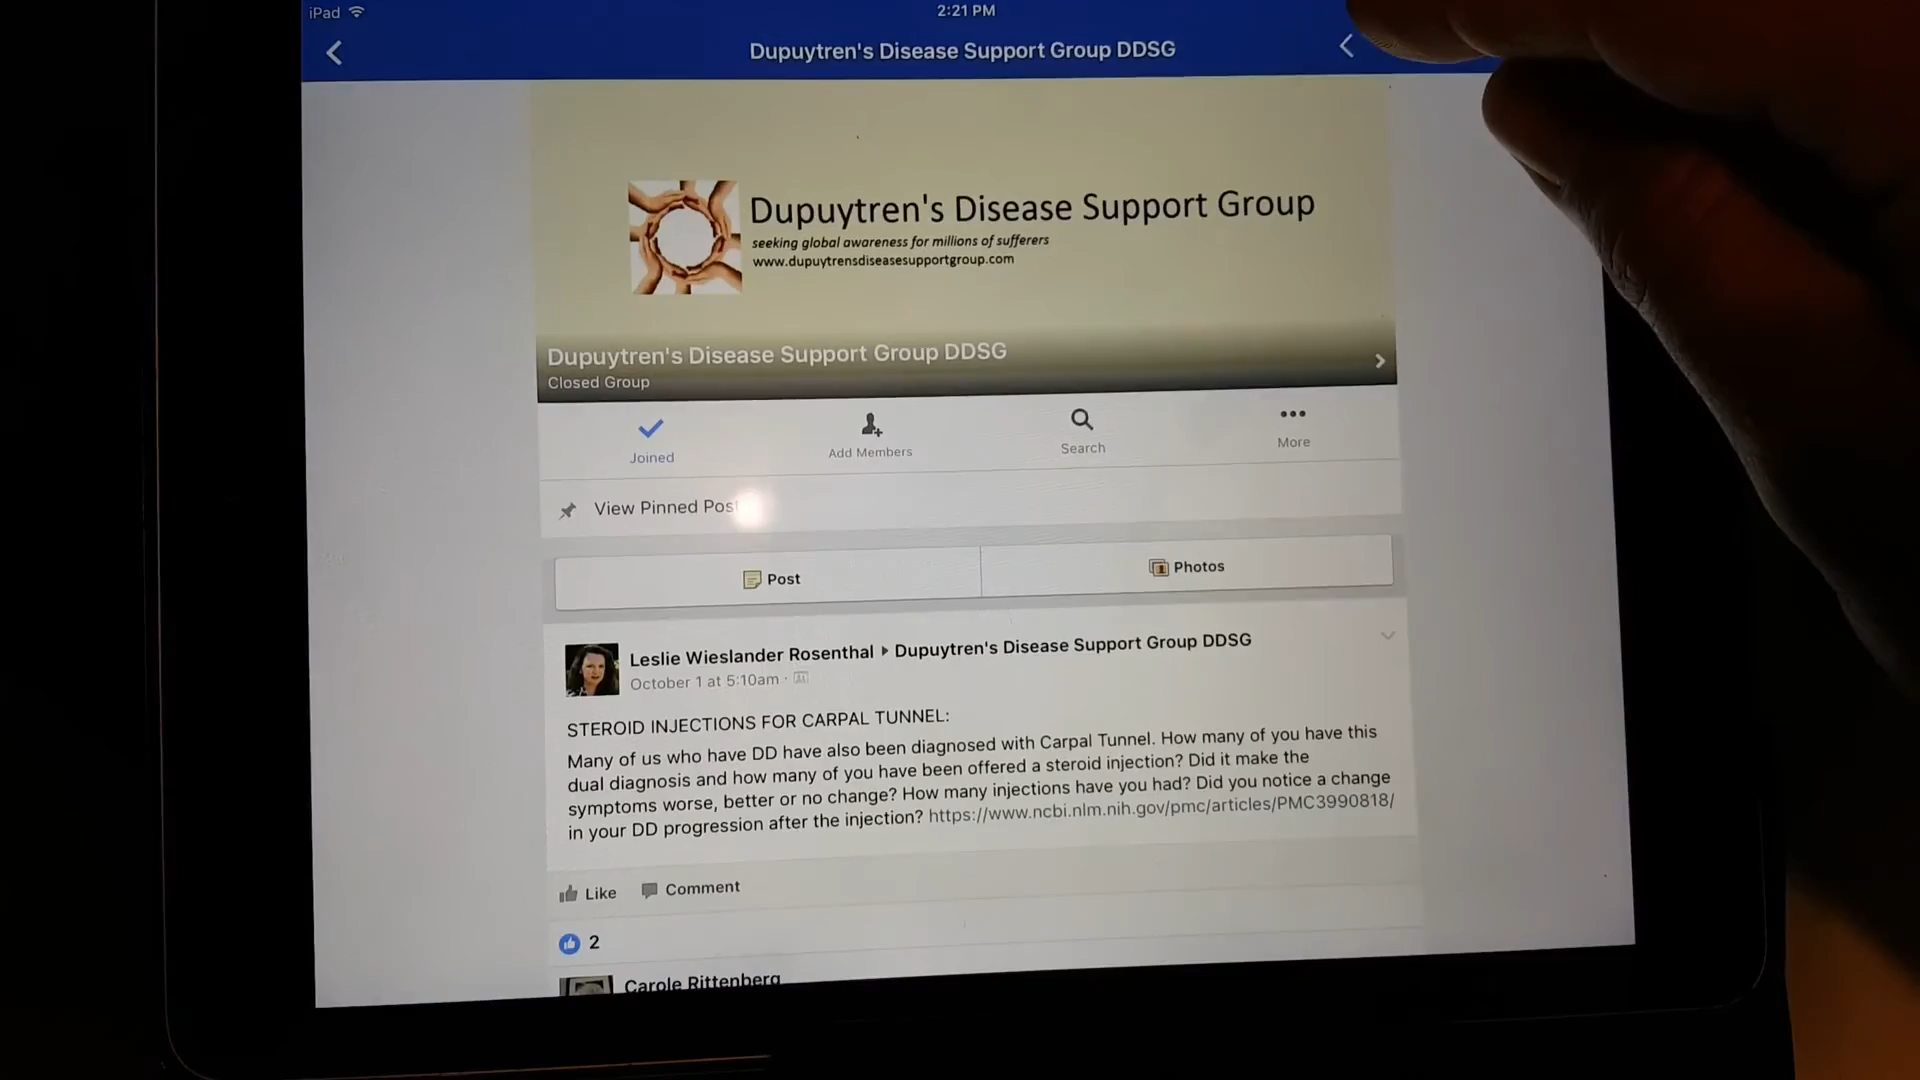 iPad
2:21 PM
Dupuytren's Disease Support Group DDSG
Dupuytren's Disease Support Group
seeking global awareness for millions of sufferers
www.dupuytrensdiseasesupportgroup.com
Dupuytren's Disease Support Group DDSG
Closed Group
Joined
Add Members
Search
More
View Pinned
Post
Photos
Leslie Wieslander Rosenthal ▸ Dupuytren's Disease Support Group DDSG
October 1 at 5:10am ·
STEROID INJECTIONS FOR CARPAL TUNNEL:
Many of us who have DD have also been diagnosed with Carpal Tunnel. How many of you have this
dual diagnosis and how many of you have been offered a steroid injection? Did it make the
symptoms worse, better or no change? How many injections have you had? Did you notice a change
in your DD progression after the injection? https://www.ncbi.nlm.nih.gov/pmc/articles/PMC3990818/
Like
Comment
2
Carole Rittenberg